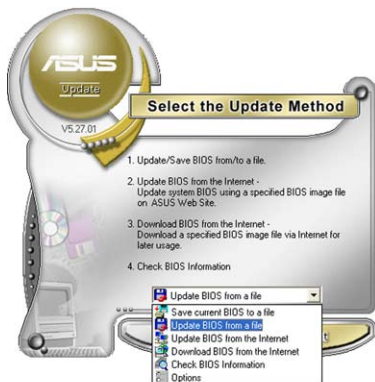 ASUS
Update
V5.27.01
Select the Update Method
1. Update/Save BIOS from/to a file.
2. Update BIOS from the Internet -
Update system BIOS using a specified BIOS image file
on ASUS Web Site.
3. Download BIOS from the Internet -
Download a specified BIOS image file via Internet for
later usage.
4. Check BIOS Information
Update BIOS from a file
Save current BIOS to a file
Update BIOS from a file
Update BIOS from the Internet
Download BIOS from the Internet
Check BIOS Information
Options